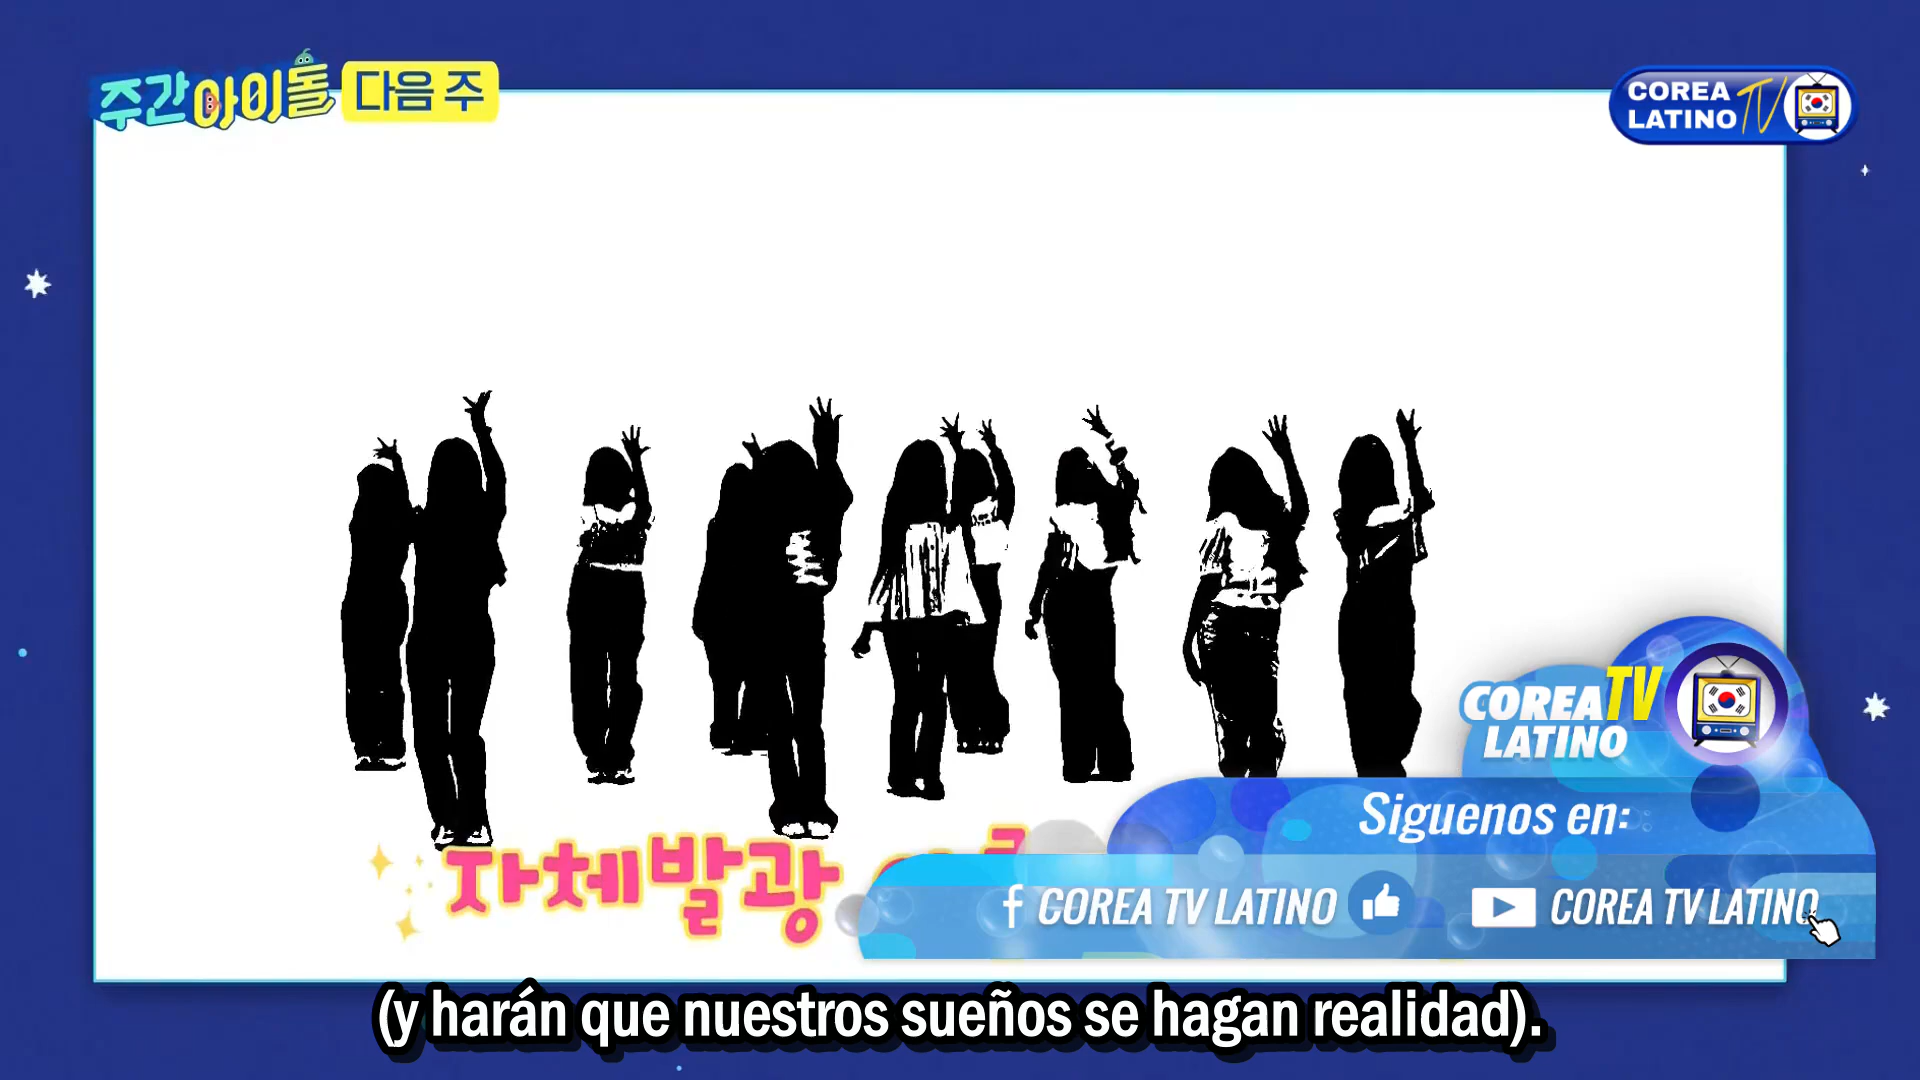 주간아이돌 다음 주
COREA
LATINO TV
COREA TV
LATINO
Siguenos en:
자체발광
f COREA TV LATINO
COREA TV LATINO
(y harán que nuestros sueños se hagan realidad).